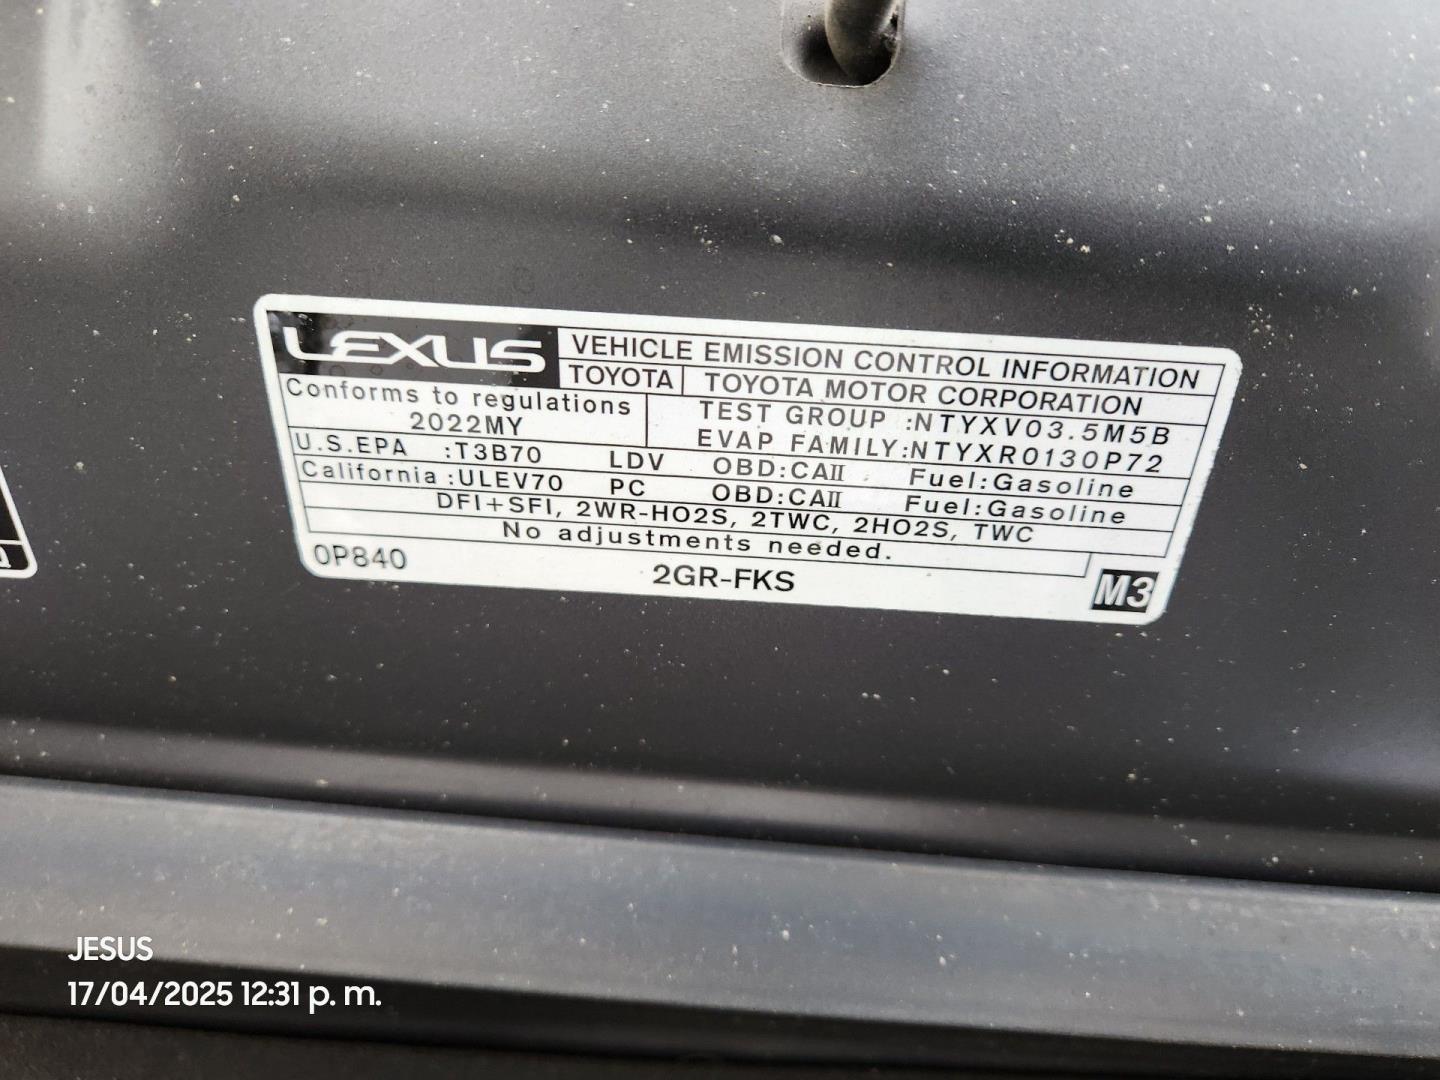 LEXUS VEHICLE EMISSION CONTROL INFORMATION
TOYOTA TOYOTA MOTOR CORPORATION
Conforms to regulations TEST GROUP :NTYXV03.5M5B
2022MY EVAP FAMILY:NTYXR0130P72
U.S.EPA :T3B70 LDV OBD:CAII Fuel:Gasoline
California :ULEV70 PC OBD:CAII Fuel:Gasoline
DFI+SFI, 2WR-HO2S, 2TWC, 2HO2S, TWC
No adjustments needed.
0P840 2GR-FKS M3
JESUS
17/04/2025 12:31 p. m.